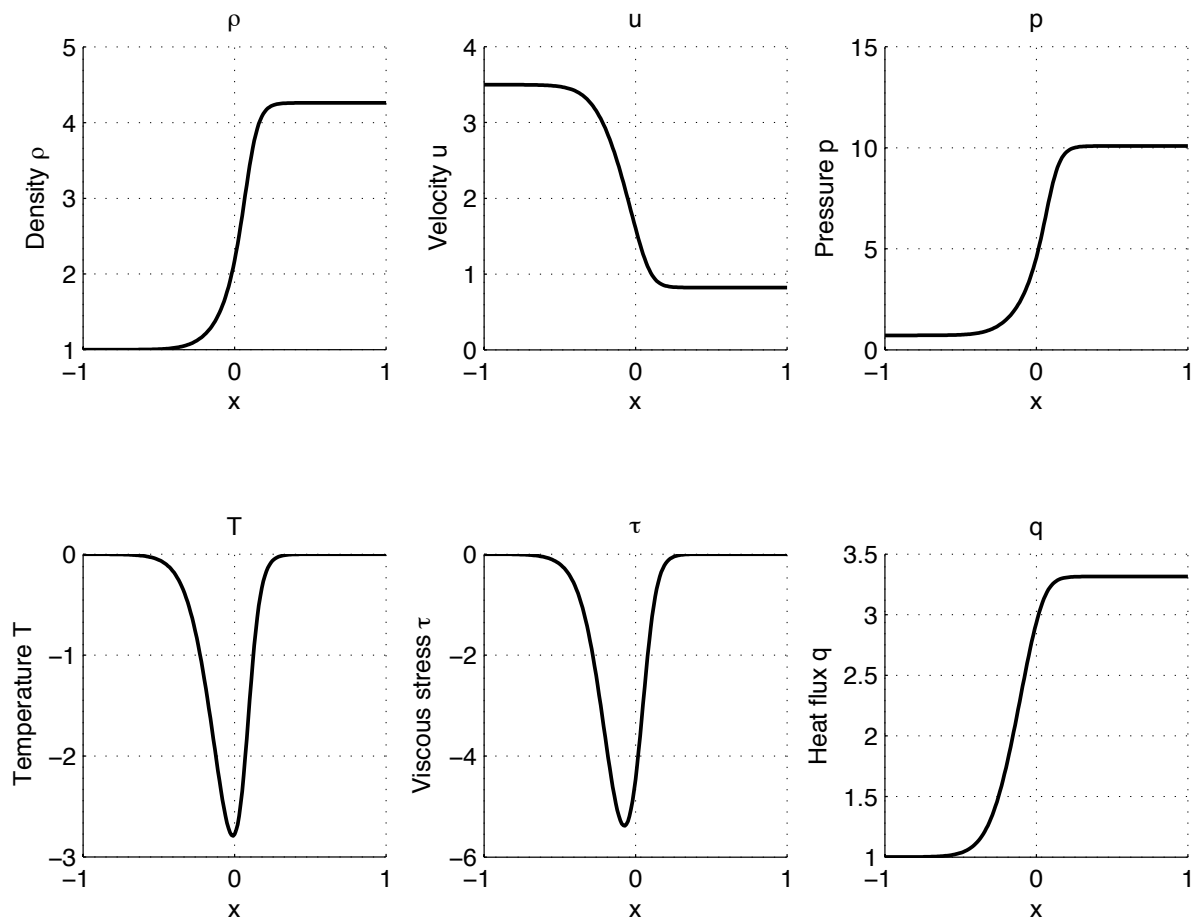 ρ
5
4
3
2
1
Density ρ
−1 0 1
x
u
4
3
2
1
0
Velocity u
−1 0 1
x
p
15
10
5
0
Pressure p
−1 0 1
x
T
0
−1
−2
−3
Temperature T
−1 0 1
x
τ
0
−2
−4
−6
Viscous stress τ
−1 0 1
x
q
3.5
3
2.5
2
1.5
1
Heat flux q
−1 0 1
x